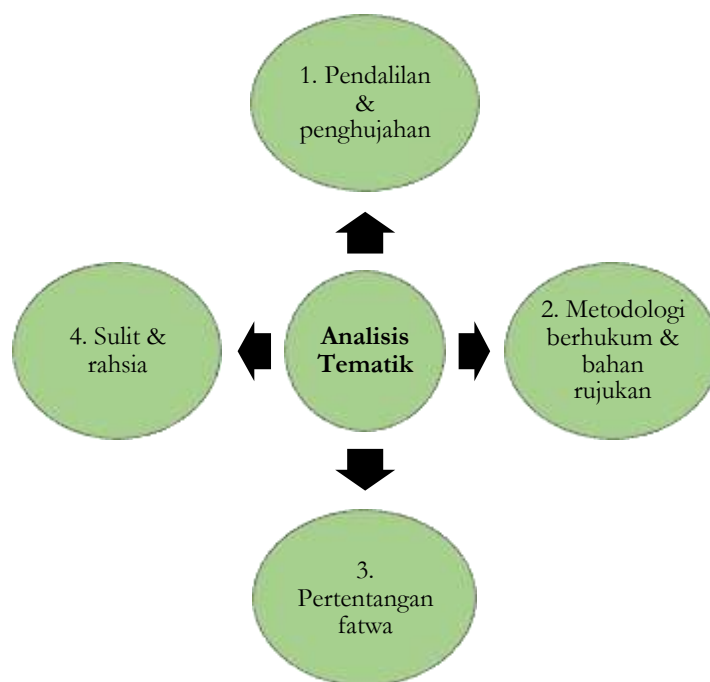 1. Pendalilan
&
penghujahan
4. Sulit &
rahsia
Analisis
Tematik
2. Metodologi
berhukum &
bahan
rujukan
3.
Pertentangan
fatwa